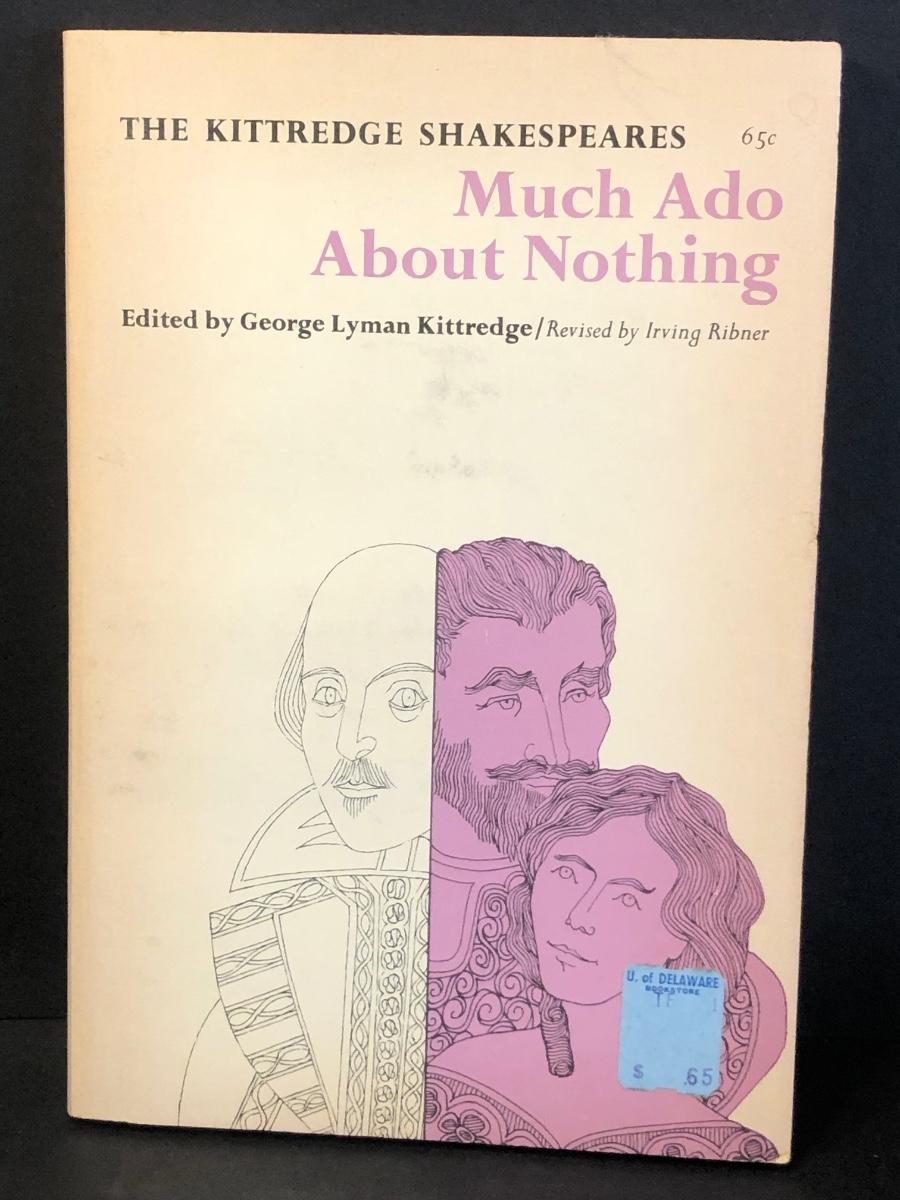 THE KITTREDGE SHAKESPEARES 65c
Much Ado
About Nothing
Edited by George Lyman Kittredge/Revised by Irving Ribner
U. of DELAWARE
BOOKSTORE
$ .65